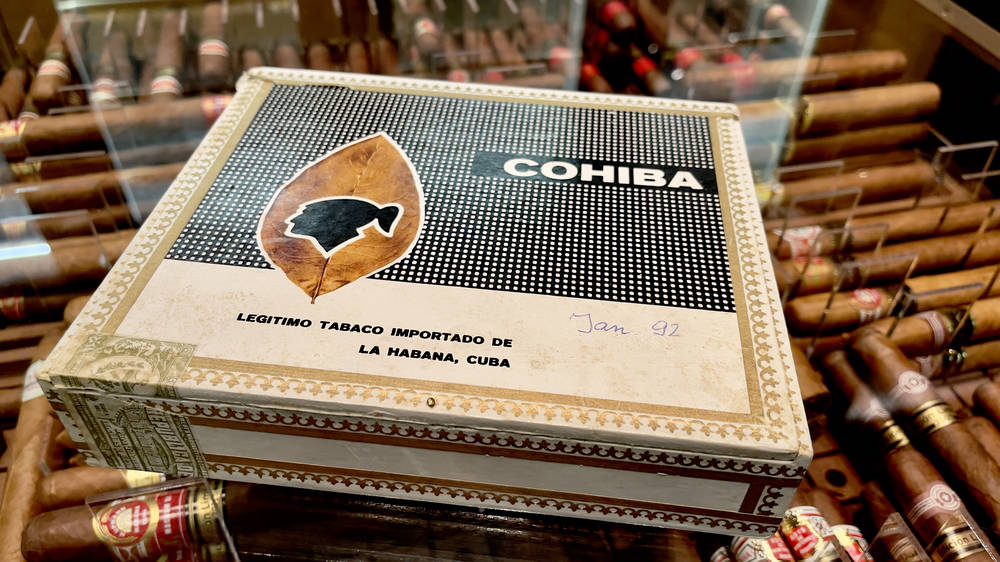 COHIBA
Jan 92
LEGITIMO TABACO IMPORTADO DE
LA HABANA, CUBA